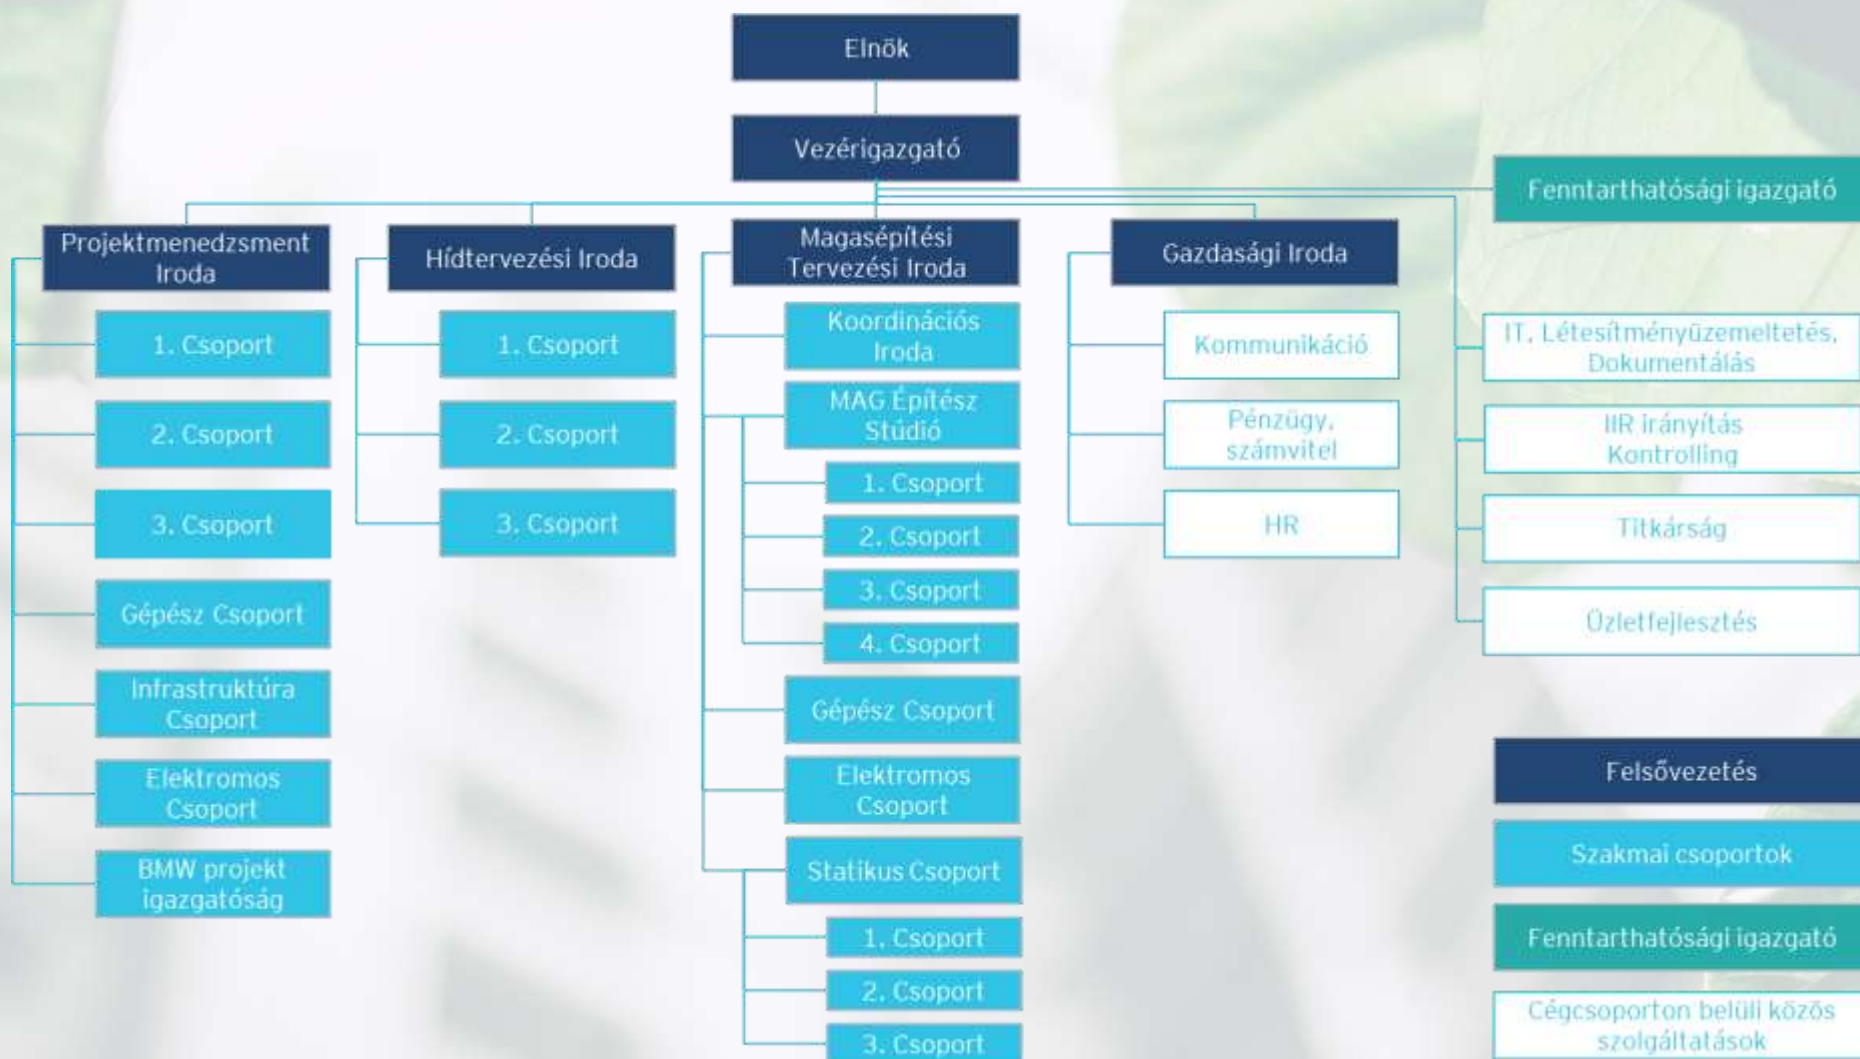 Elnök
Vezérigazgató
Fenntarthatósági igazgató
Projektmenedzsment
Iroda
1. Csoport
2. Csoport
3. Csoport
Gépész Csoport
Infrastruktúra
Csoport
Elektromos
Csoport
BMW projekt
igazgatóság
Hídtervezési Iroda
1. Csoport
2. Csoport
3. Csoport
Magasépítési
Tervezési Iroda
Koordinációs
Iroda
MAG Építész
Stúdió
1. Csoport
2. Csoport
3. Csoport
4. Csoport
Gépész Csoport
Elektromos
Csoport
Statikus Csoport
1. Csoport
2. Csoport
3. Csoport
Gazdasági Iroda
Kommunikáció
Pénzügy,
számvitel
HR
IT, Létesítményüzemeltetés,
Dokumentálás
IIR irányítás
Kontrolling
Titkárság
Üzletfejlesztés
Felsővezetés
Szakmai csoportok
Fenntarthatósági igazgató
Cégcsoporton belüli közös
szolgáltatások